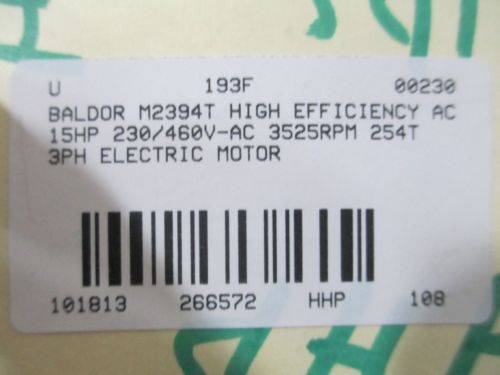 U 193F 00230
BALDOR M2394T HIGH EFFICIENCY AC
15HP 230/460V-AC 3525RPM 254T
3PH ELECTRIC MOTOR
101813 266572 HHP 108